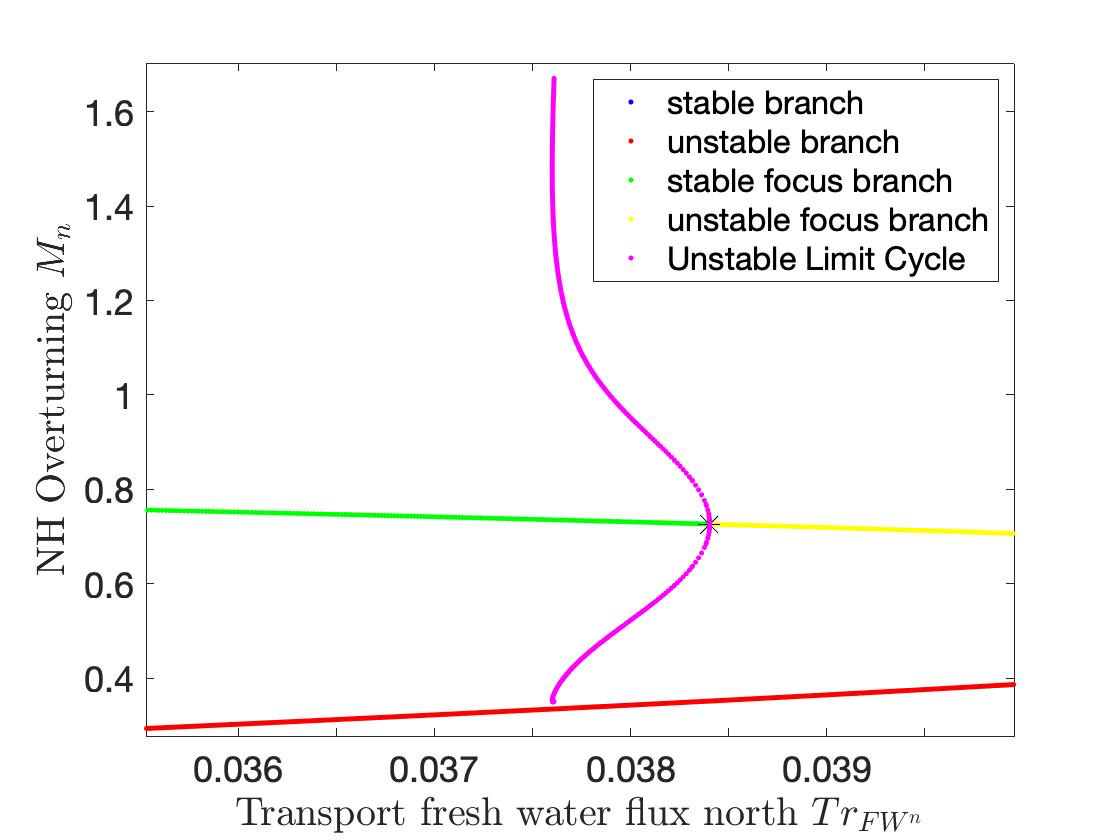 1.6
1.4
1.2
1
0.8
0.6
0.4
NH Overturning $M_n$
stable branch
unstable branch
stable focus branch
unstable focus branch
Unstable Limit Cycle
0.036
0.037
0.038
0.039
Transport fresh water flux north $Tr_{FW^n}$